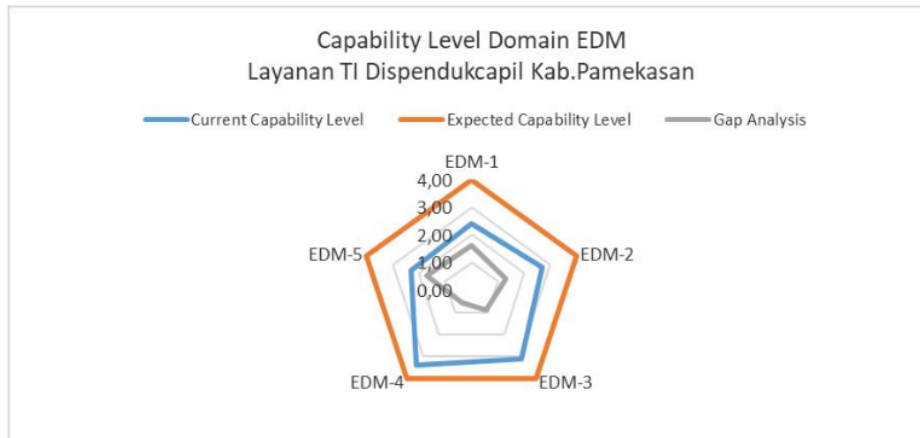 Capability Level Domain EDM
Layanan TI Dispendukcapil Kab.Pamekasan
Current Capability Level
Expected Capability Level
Gap Analysis
EDM-1
4,00
3,00
2,00
1,00
0,00
EDM-5
EDM-2
EDM-4
EDM-3